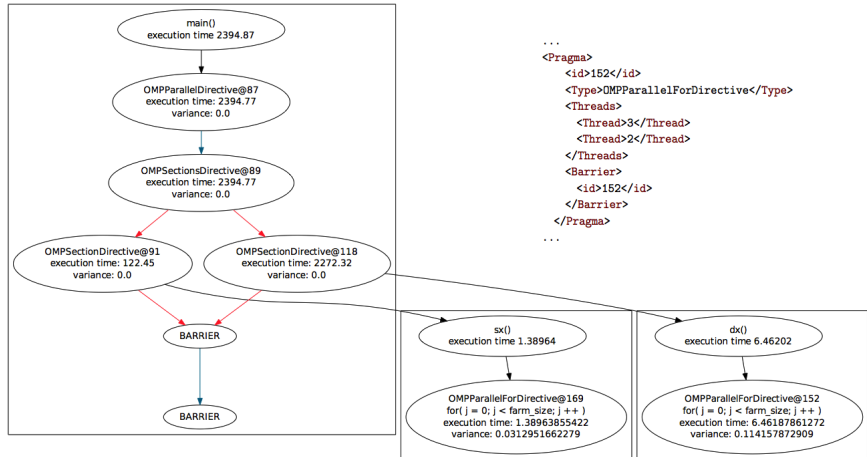 main()
execution time 2394.87
OMPParallelDirective@87
execution time: 2394.77
variance: 0.0
OMPSectionsDirective@89
execution time: 2394.77
variance: 0.0
OMPSectionDirective@91
execution time: 122.45
variance: 0.0
OMPSectionDirective@118
execution time: 2272.32
variance: 0.0
BARRIER
BARRIER
...
<Pragma>
<id>152</id>
<Type>OMPParallelForDirective</Type>
<Threads>
<Thread>3</Thread>
<Thread>2</Thread>
</Threads>
<Barrier>
<id>152</id>
</Barrier>
</Pragma>
...
sx()
execution time 1.38964
OMPParallelForDirective@169
for( j = 0; j < farm_size; j ++ )
execution time: 1.38963855422
variance: 0.0312951662279
dx()
execution time 6.46202
OMPParallelForDirective@152
for( j = 0; j < farm_size; j ++ )
execution time: 6.46187861272
variance: 0.114157872909